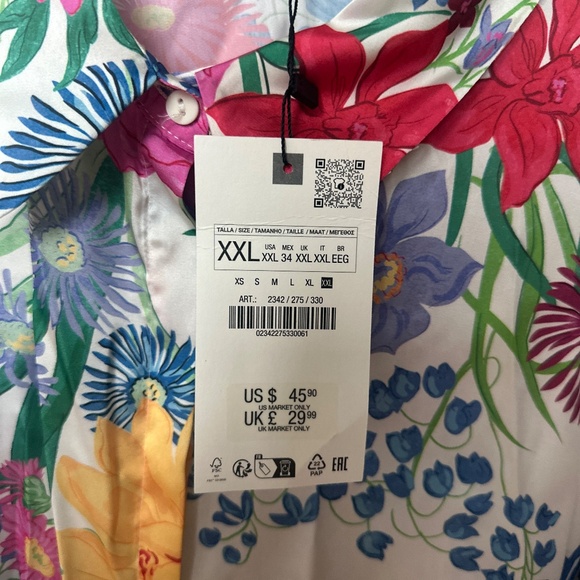 TALLA / SIZE / TAMANHO / TAILLE / MAAT / ΜΕΓΕΘΟΣ
XXL USA XXL MEX 34 UK XXL IT XXL BR EEG
XS S M L XL XXL
ART.: 2342 / 275 / 330
02342275330061
US $ 45.90
US MARKET ONLY
UK £ 29.99
UK MARKET ONLY
FSC
22
PAP
EAC